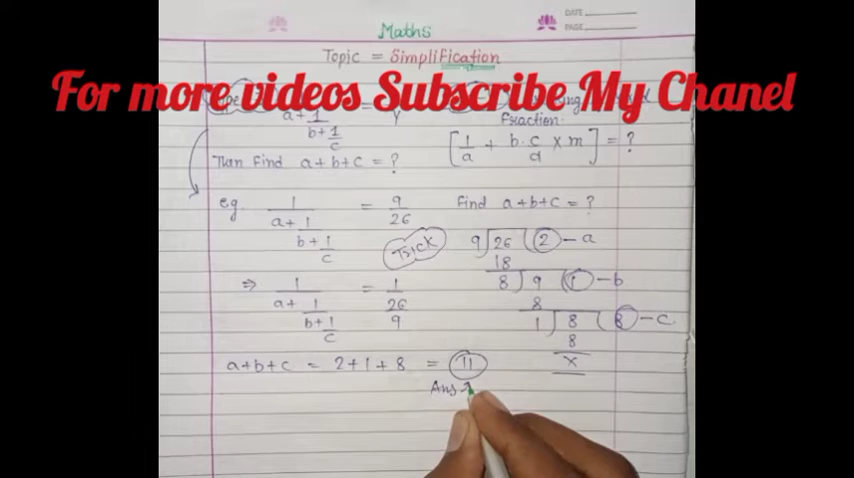 DATE
PAGE
Maths
Topic = Simplification
For more videos Subscribe My Chanel
a+1/b+1/c = x/y
Fraction.
Than Find a+b+c = ?
[1/a + b.c/d × m] = ?
eg. 1/a+1/b+1/c = 9/26 Find a+b+c = ?
Trick
9)26(2 - a
18
8)9(1 - b
8
1)8(8 - c.
8
×
⇒ 1/a+1/b+1/c = 1/26/9
a+b+c = 2+1+8 = 11
Ans